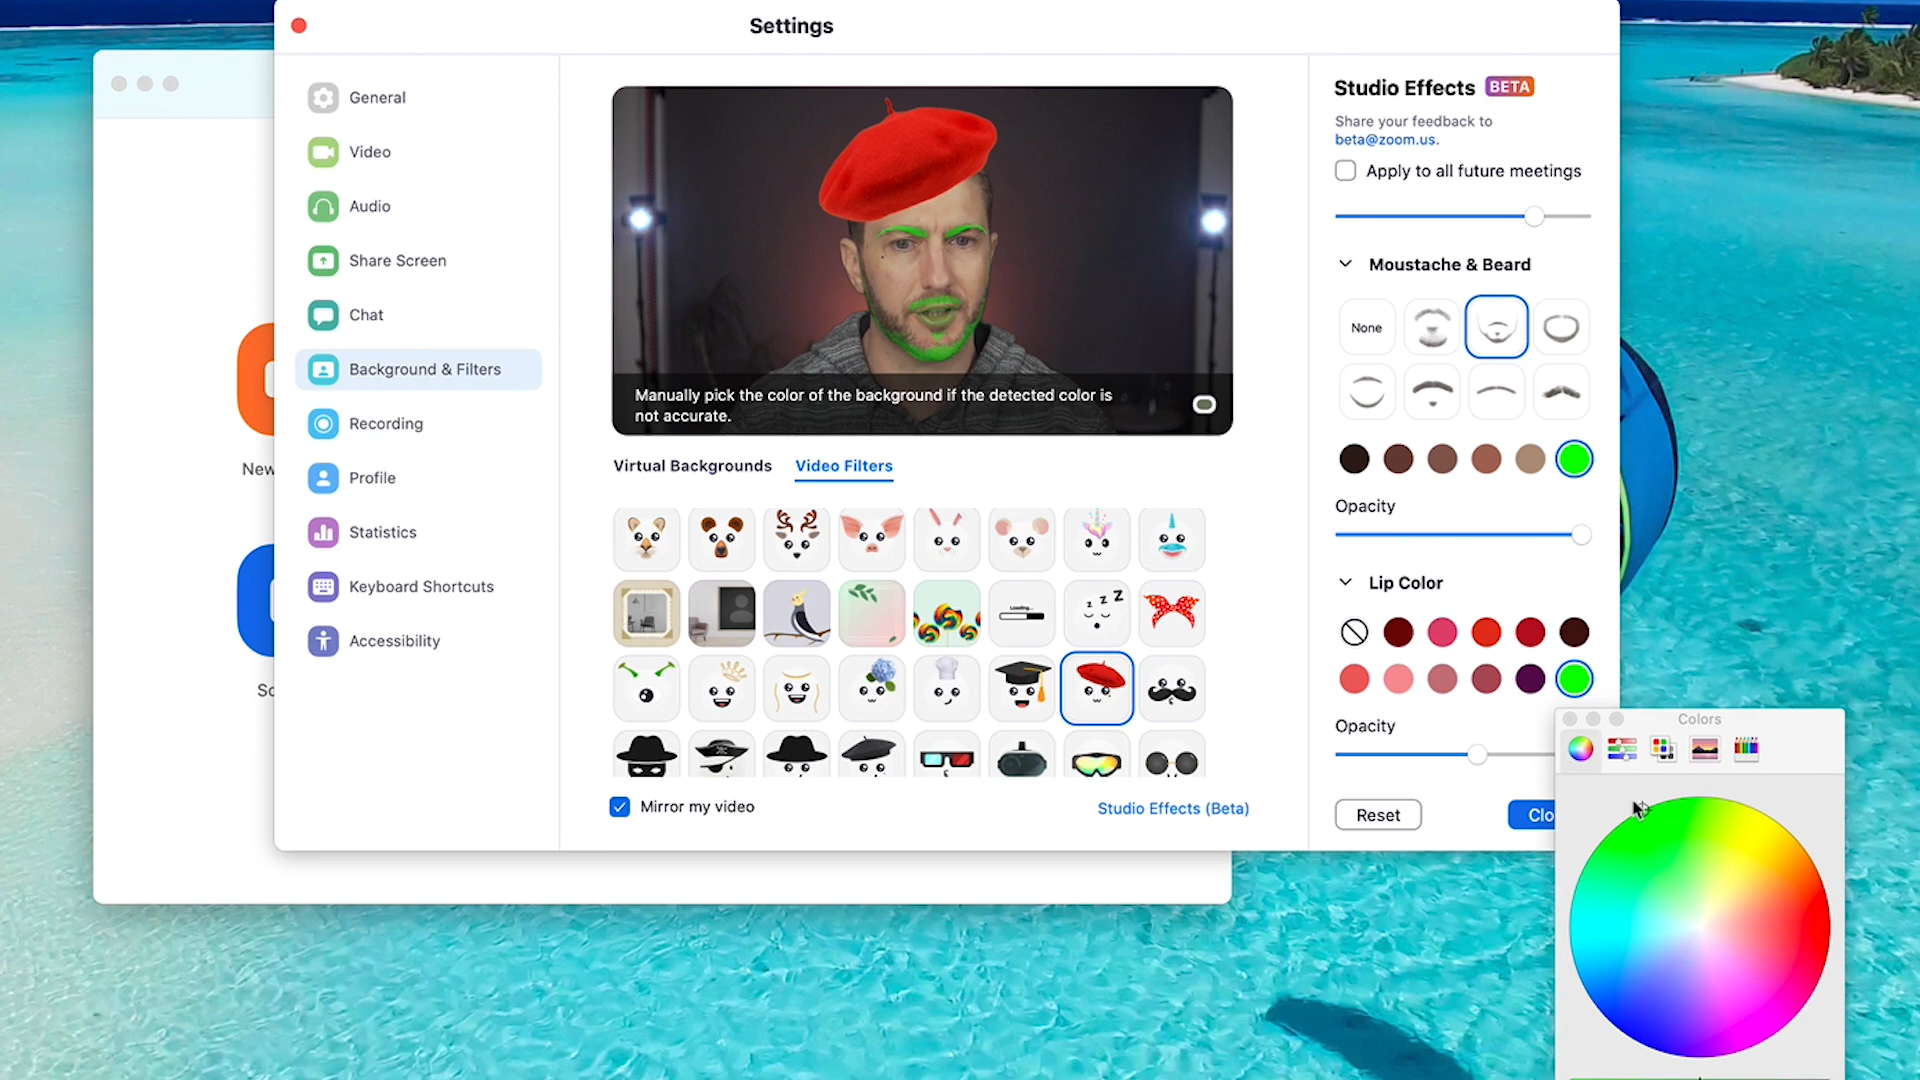 Settings
General
Video
Audio
Share Screen
Chat
Background & Filters
Recording
Profile
Statistics
Keyboard Shortcuts
Accessibility
New
Sc
Manually pick the color of the background if the detected color is
not accurate.
Virtual Backgrounds
Video Filters
Loading...
z z Z
Mirror my video
Studio Effects (Beta)
Studio Effects BETA
Share your feedback to
beta@zoom.us.
Apply to all future meetings
Moustache & Beard
None
Opacity
Lip Color
Opacity
Reset
Clo
Colors